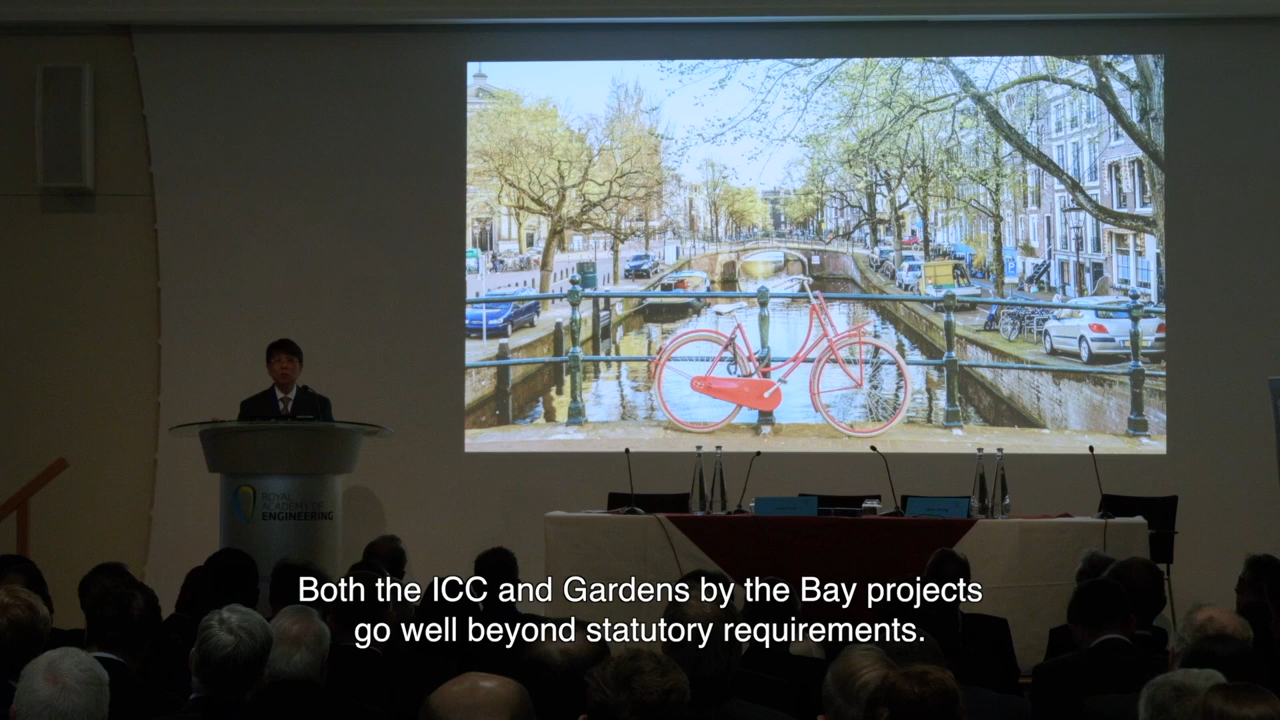 ROYAL
ACADEMY OF
ENGINEERING
P
Both the ICC and Gardens by the Bay projects
go well beyond statutory requirements.